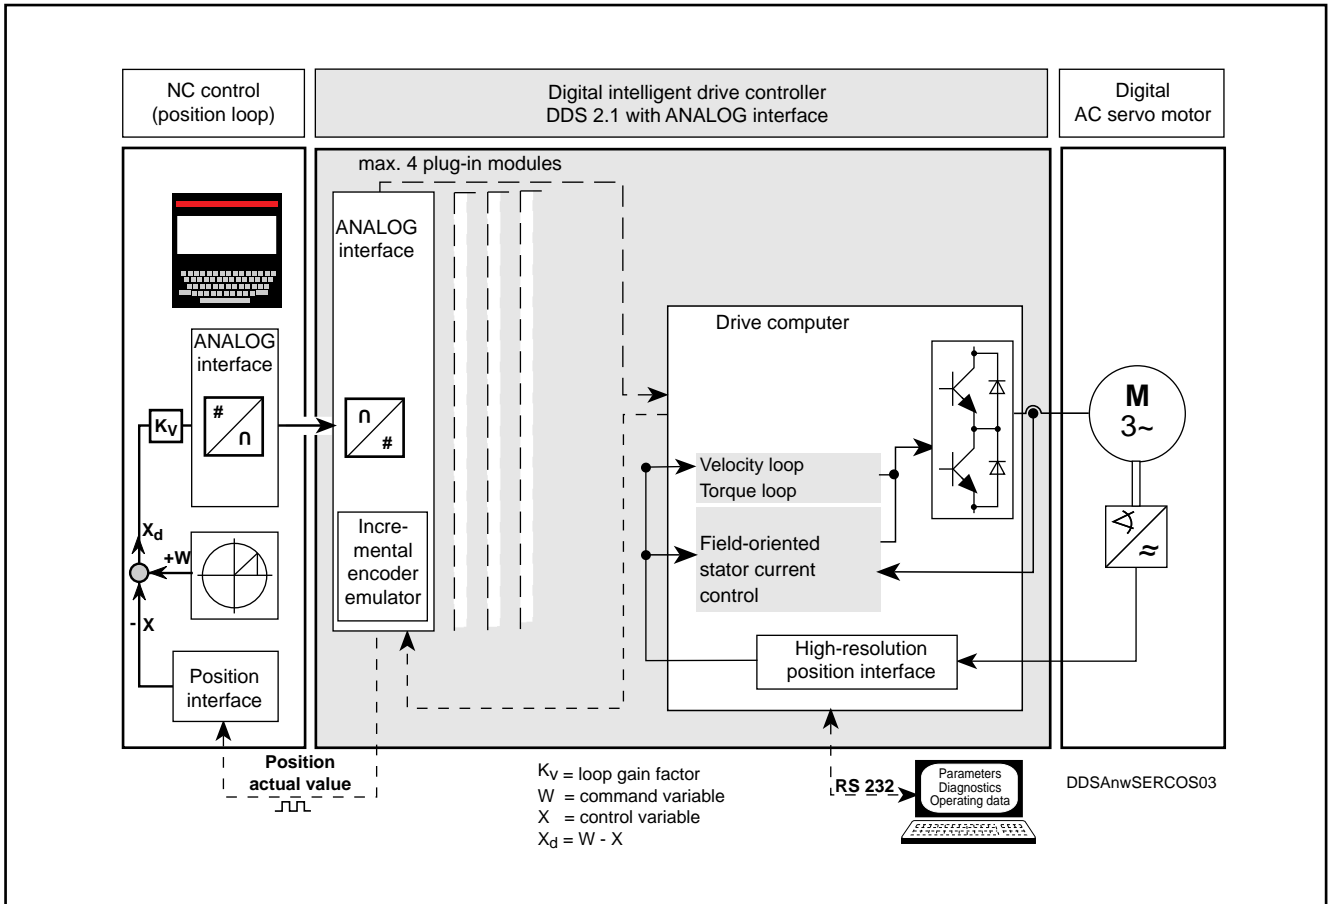 NC control
(position loop)
Digital intelligent drive controller
DDS 2.1 with ANALOG interface
Digital
AC servo motor
max. 4 plug-in modules
ANALOG
interface
ANALOG
interface
#
n
KV
n
#
Xd
+W
- X
Position
interface
Incre-
mental
encoder
emulator
Drive computer
Velocity loop
Torque loop
Field-oriented
stator current
control
High-resolution
position interface
M
3~
≈
Position
actual value
KV = loop gain factor
W = command variable
X = control variable
Xd = W - X
RS 232
Parameters
Diagnostics
Operating data
DDSAnwSERCOS03